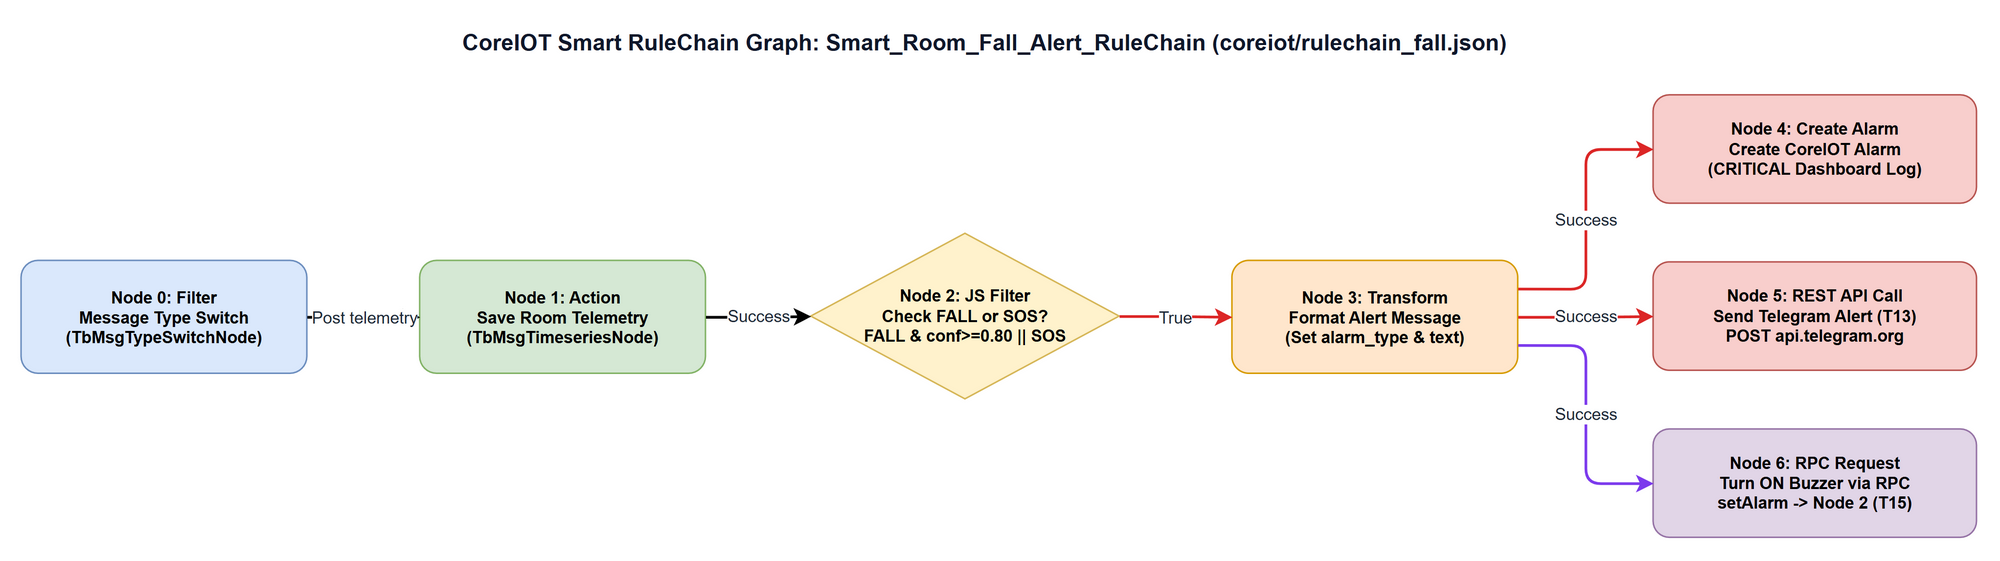 CoreIOT Smart RuleChain Graph: Smart_Room_Fall_Alert_RuleChain (coreiot/rulechain_fall.json)
Node 0: Filter
Message Type Switch
(TbMsgTypeSwitchNode)
Post telemetry
Node 1: Action
Save Room Telemetry
(TbMsgTimeseriesNode)
Success
Node 2: JS Filter
Check FALL or SOS?
FALL & conf>=0.80 || SOS
True
Node 3: Transform
Format Alert Message
(Set alarm_type & text)
Success
Node 4: Create Alarm
Create CoreIOT Alarm
(CRITICAL Dashboard Log)
Success
Node 5: REST API Call
Send Telegram Alert (T13)
POST api.telegram.org
Success
Node 6: RPC Request
Turn ON Buzzer via RPC
setAlarm -> Node 2 (T15)